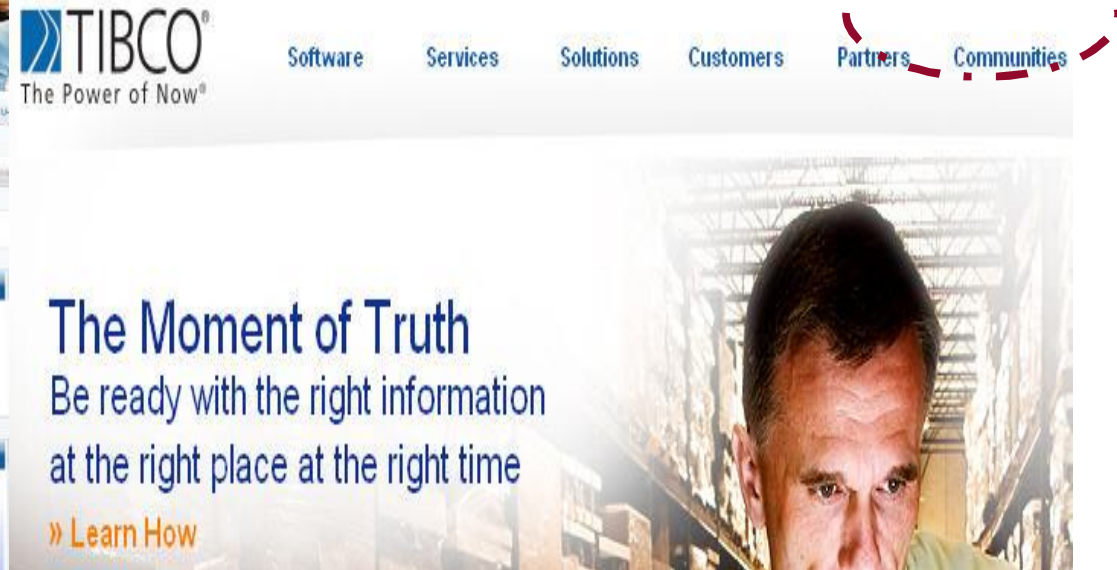 TIBCO®
The Power of Now®
Software Services Solutions Customers Partners Communities
The Moment of Truth
Be ready with the right information
at the right place at the right time
» Learn How